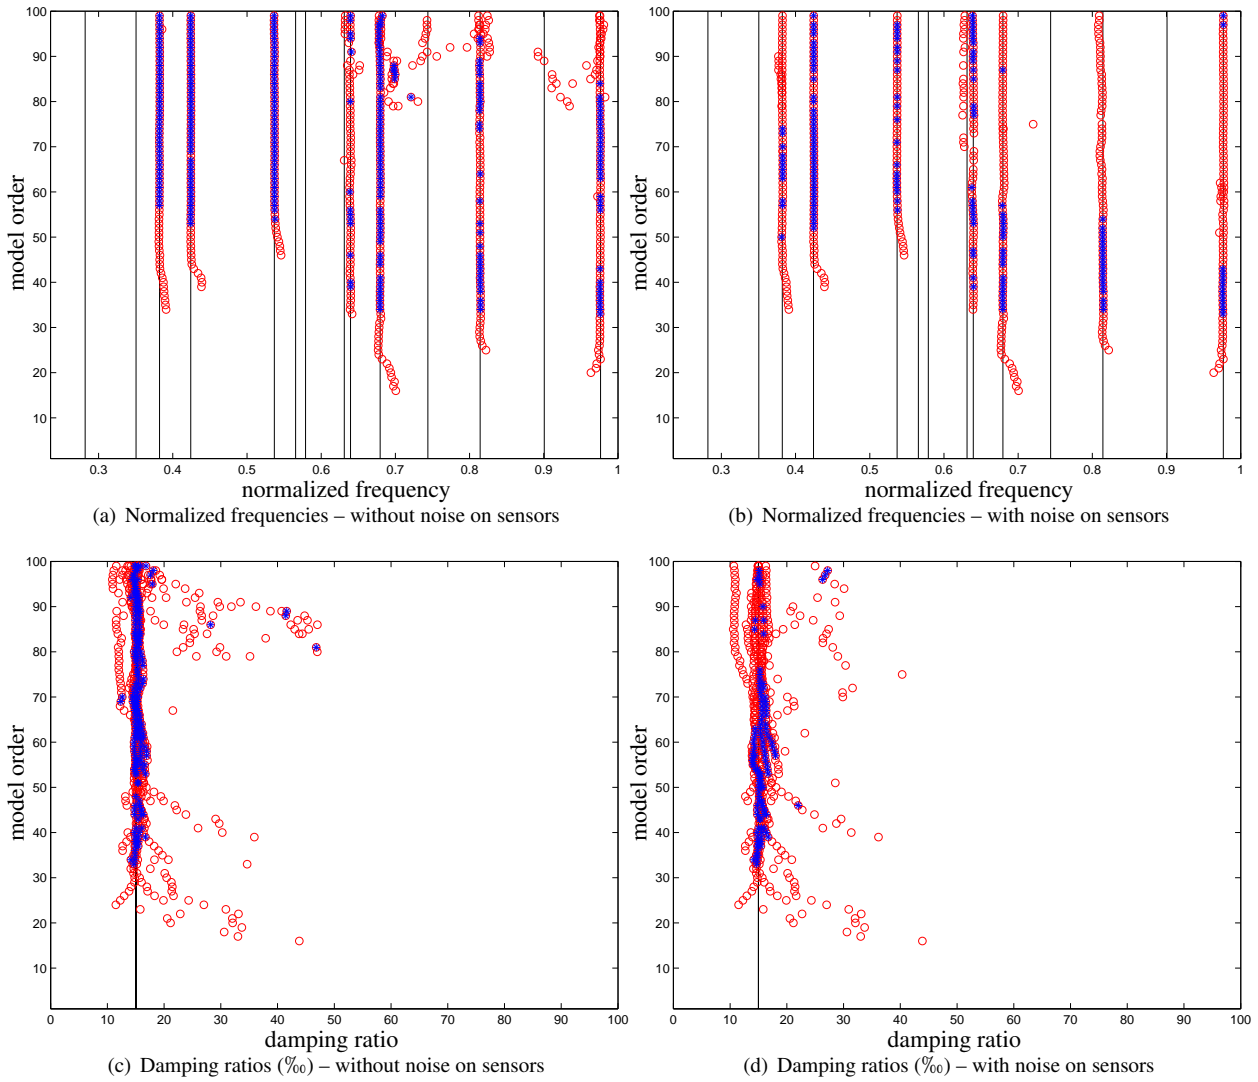 100
90
80
70
60
50
40
30
20
10
model order
0.3 0.4 0.5 0.6 0.7 0.8 0.9 1
normalized frequency
(a) Normalized frequencies – without noise on sensors
100
90
80
70
60
50
40
30
20
10
model order
0.3 0.4 0.5 0.6 0.7 0.8 0.9 1
normalized frequency
(b) Normalized frequencies – with noise on sensors
100
90
80
70
60
50
40
30
20
10
model order
0 10 20 30 40 50 60 70 80 90 100
damping ratio
(c) Damping ratios (‰) – without noise on sensors
100
90
80
70
60
50
40
30
20
10
model order
0 10 20 30 40 50 60 70 80 90 100
damping ratio
(d) Damping ratios (‰) – with noise on sensors